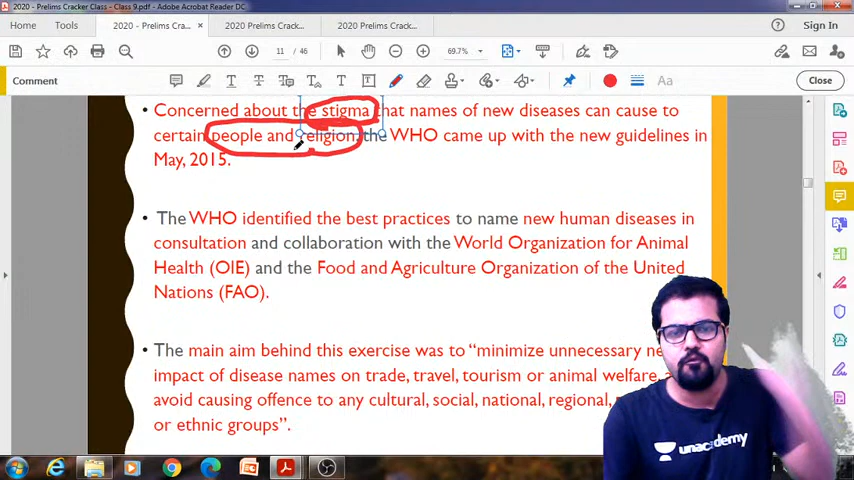 2020 - Prelims Cracker Class - Class 9.pdf - Adobe Acrobat Reader DC
Home Tools 2020 - Prelims Crac... × 2020 - Prelims Cracker Class... 2020 - Prelims Cracker Class... Sign In
11 / 46 69.7%
Comment Close
• Concerned about the stigma that names of new diseases can cause to
certain people and religion, the WHO came up with the new guidelines in
May, 2015.
• The WHO identified the best practices to name new human diseases in
consultation and collaboration with the World Organization for Animal
Health (OIE) and the Food and Agriculture Organization of the United
Nations (FAO).
• The main aim behind this exercise was to “minimize unnecessary
impact of disease names on trade, travel, tourism or animal welfare,
avoid causing offence to any cultural, social, national, regional,
or ethnic groups”.
unacademy